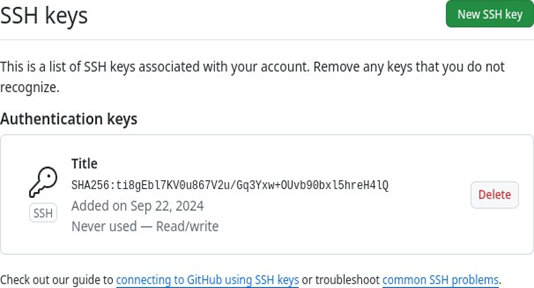 SSH keys
New SSH key
This is a list of SSH keys associated with your account. Remove any keys that you do not
recognize.
Authentication keys
Title
SHA256:ti8gEbl7KV0u867V2u/Gq3Yxw+OUvb90bxl5hreH4lQ
Added on Sep 22, 2024
Never used — Read/write
SSH
Delete
Check out our guide to connecting to GitHub using SSH keys or troubleshoot common SSH problems.